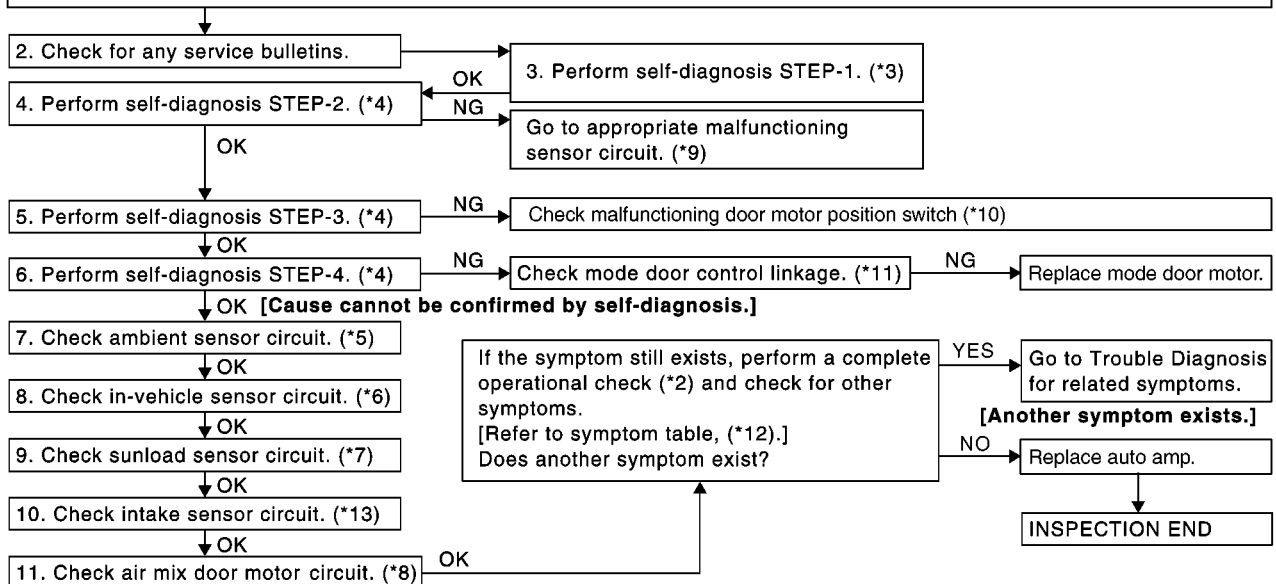 2. Check for any service bulletins.
3. Perform self-diagnosis STEP-1. (*3)
OK
4. Perform self-diagnosis STEP-2. (*4)
NG
Go to appropriate malfunctioning
sensor circuit. (*9)
OK
5. Perform self-diagnosis STEP-3. (*4)
NG
Check malfunctioning door motor position switch (*10)
OK
6. Perform self-diagnosis STEP-4. (*4)
NG
Check mode door control linkage. (*11)
NG
Replace mode door motor.
OK [Cause cannot be confirmed by self-diagnosis.]
7. Check ambient sensor circuit. (*5)
OK
8. Check in-vehicle sensor circuit. (*6)
OK
9. Check sunload sensor circuit. (*7)
OK
10. Check intake sensor circuit. (*13)
OK
11. Check air mix door motor circuit. (*8)
OK
If the symptom still exists, perform a complete
operational check (*2) and check for other
symptoms.
[Refer to symptom table, (*12).]
Does another symptom exist?
YES
Go to Trouble Diagnosis
for related symptoms.
[Another symptom exists.]
NO
Replace auto amp.
INSPECTION END